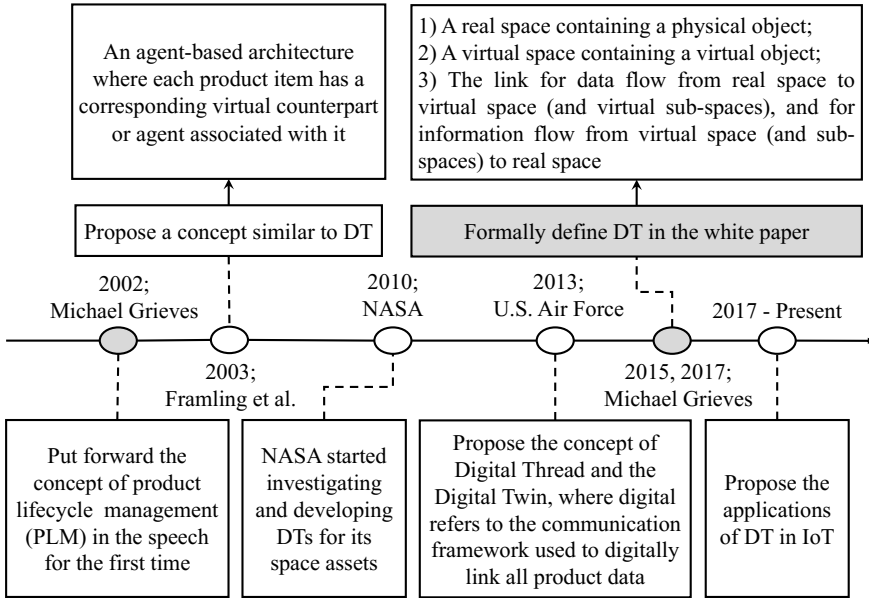 An agent-based architecture
where each product item has a
corresponding virtual counterpart
or agent associated with it
1) A real space containing a physical object;
2) A virtual space containing a virtual object;
3) The link for data flow from real space to
virtual space (and virtual sub-spaces), and for
information flow from virtual space (and sub-
spaces) to real space
Propose a concept similar to DT
Formally define DT in the white paper
2002;
Michael Grieves
2010;
NASA
2013;
U.S. Air Force
2017 - Present
2003;
Framling et al.
2015, 2017;
Michael Grieves
Put forward the
concept of product
lifecycle management
(PLM) in the speech
for the first time
NASA started
investigating
and developing
DTs for its
space assets
Propose the concept of
Digital Thread and the
Digital Twin, where digital
refers to the communication
framework used to digitally
link all product data
Propose the
applications
of DT in IoT